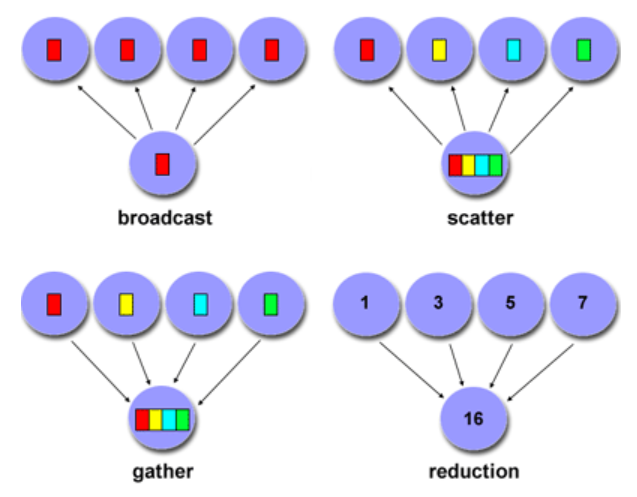 broadcast
scatter
1 3 5 7
16
gather
reduction